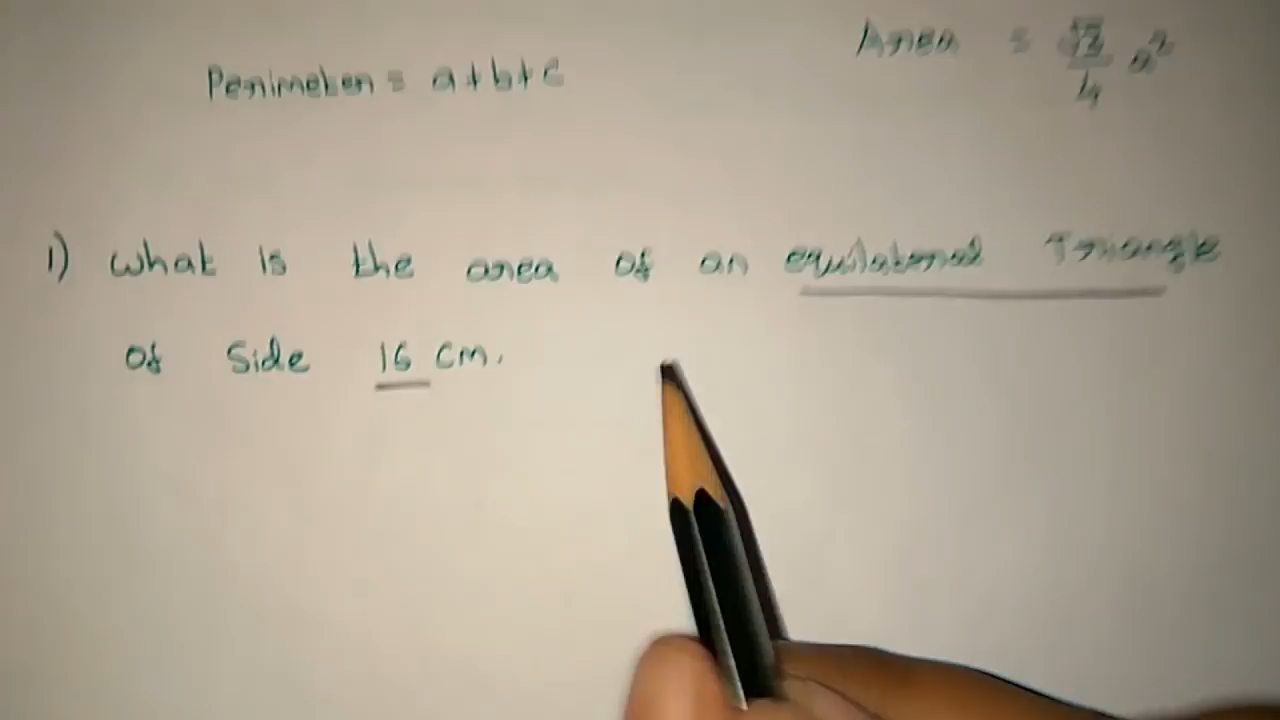 Perimeter = a+b+c
Area = √3/4 a²
1) What is the area of an equilateral Triangle
of Side 16 cm.